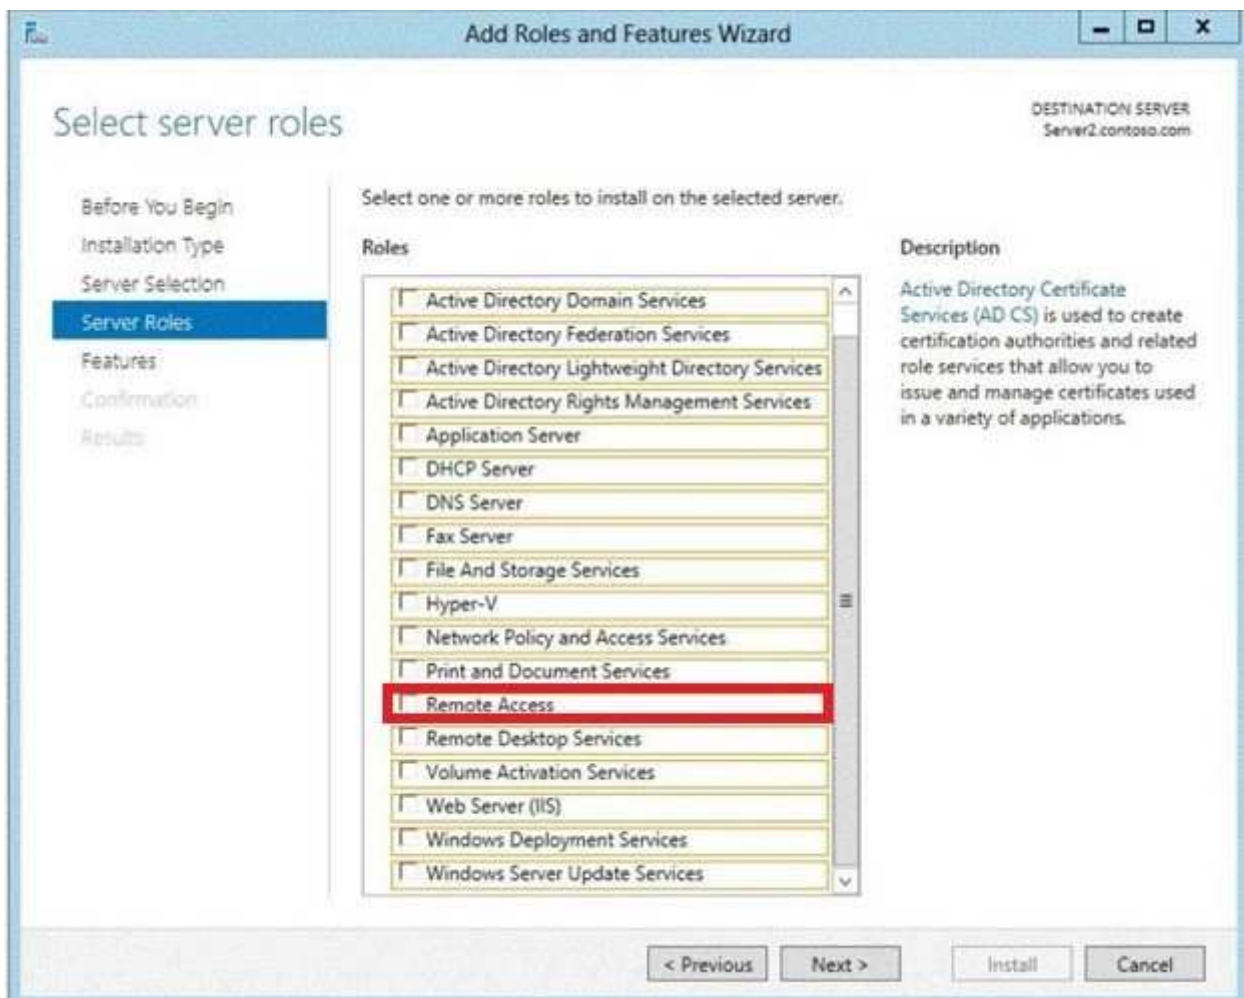 Add Roles and Features Wizard
Select server roles
DESTINATION SERVER
Server2.contoso.com
Before You Begin
Installation Type
Server Selection
Server Roles
Features
Confirmation
Results
Select one or more roles to install on the selected server.
Roles
Active Directory Domain Services
Active Directory Federation Services
Active Directory Lightweight Directory Services
Active Directory Rights Management Services
Application Server
DHCP Server
DNS Server
Fax Server
File And Storage Services
Hyper-V
Network Policy and Access Services
Print and Document Services
Remote Access
Remote Desktop Services
Volume Activation Services
Web Server (IIS)
Windows Deployment Services
Windows Server Update Services
Description
Active Directory Certificate
Services (AD CS) is used to create
certification authorities and related
role services that allow you to
issue and manage certificates used
in a variety of applications.
< Previous
Next >
Install
Cancel